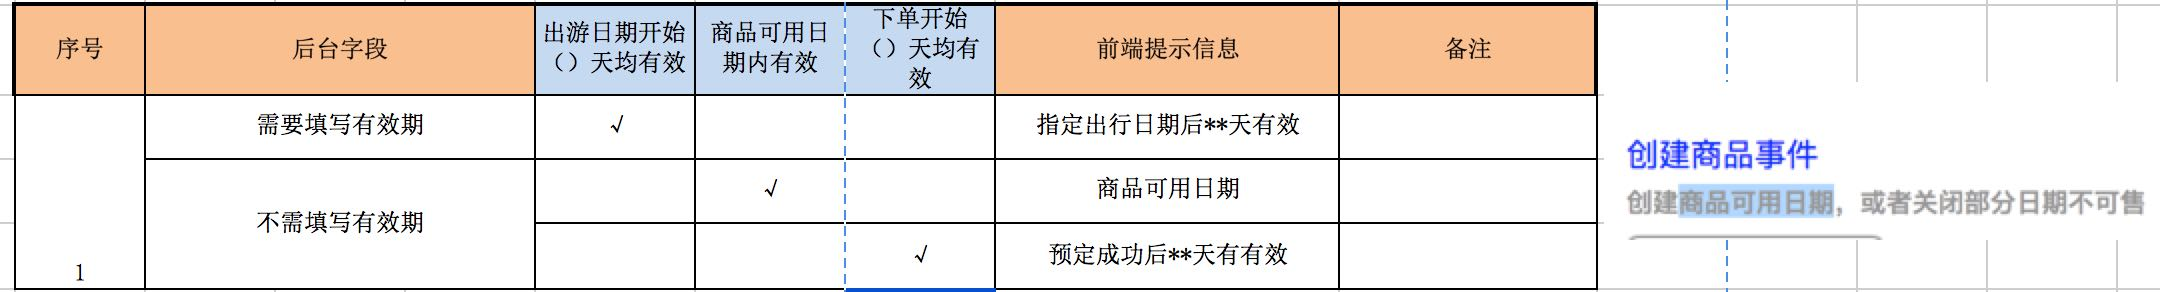 序号
后台字段
出游日期开始
（）天均有效
商品可用日
期内有效
下单开始
（）天均有
效
前端提示信息
备注
需要填写有效期
√
指定出行日期后**天有效
不需填写有效期
√
商品可用日期
√
预定成功后**天有有效
1
创建商品事件
创建商品可用日期，或者关闭部分日期不可售